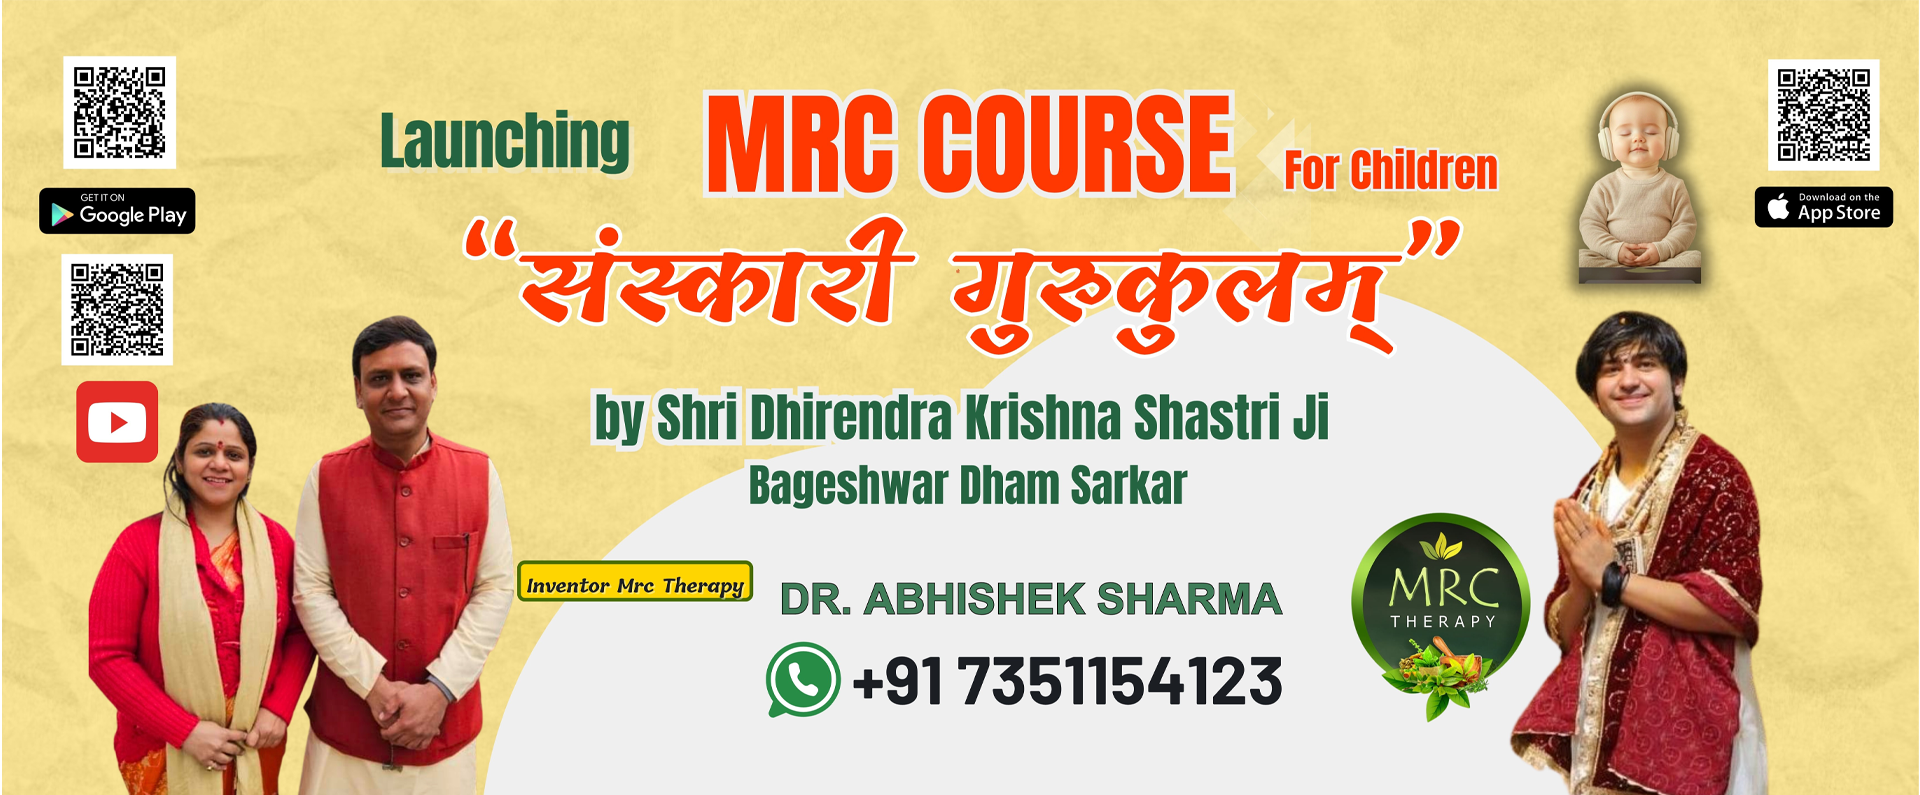 Launching MRC COURSE For Children
GET IT ON
Google Play
Download on the
App Store
“संस्कारी गुरुकुलम्”
by Shri Dhirendra Krishna Shastri Ji
Bageshwar Dham Sarkar
Inventor Mrc Therapy
DR. ABHISHEK SHARMA
+91 7351154123
MRC
THERAPY